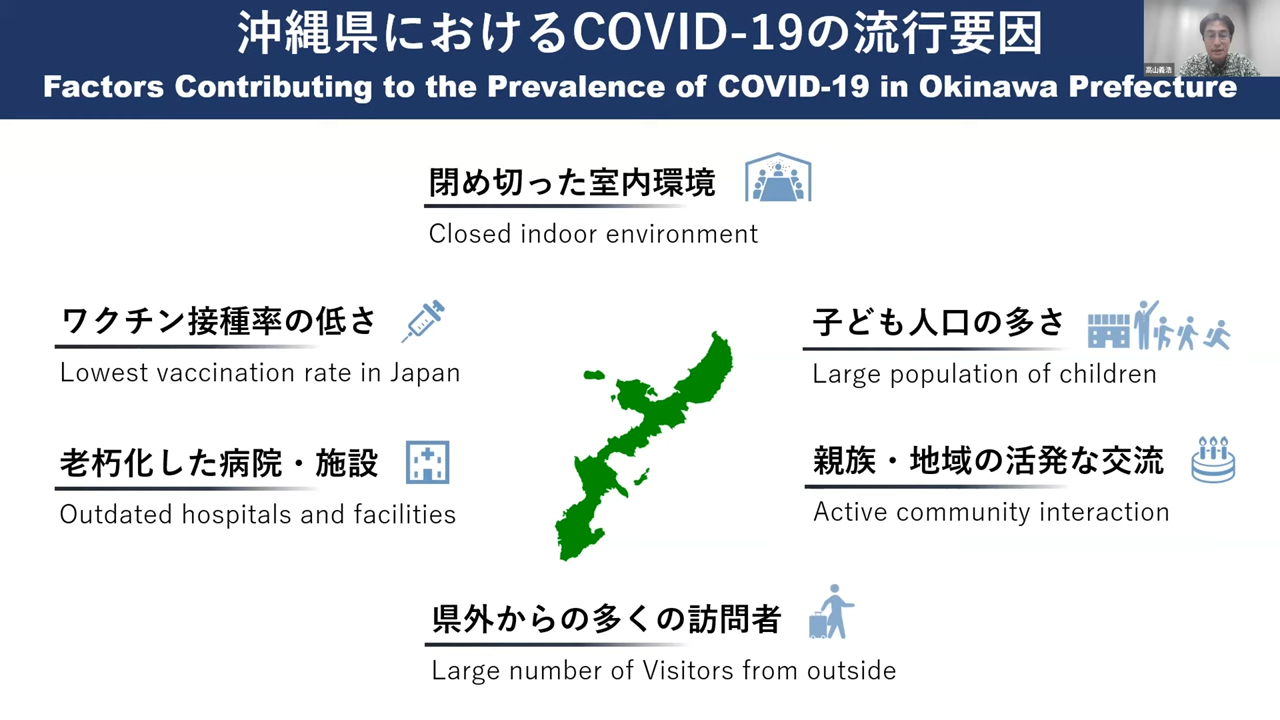 沖縄県におけるCOVID-19の流行要因
Factors Contributing to the Prevalence of COVID-19 in Okinawa Prefecture
高山義浩
閉め切った室内環境
Closed indoor environment
ワクチン接種率の低さ
Lowest vaccination rate in Japan
子ども人口の多さ
Large population of children
老朽化した病院・施設
Outdated hospitals and facilities
親族・地域の活発な交流
Active community interaction
県外からの多くの訪問者
Large number of Visitors from outside